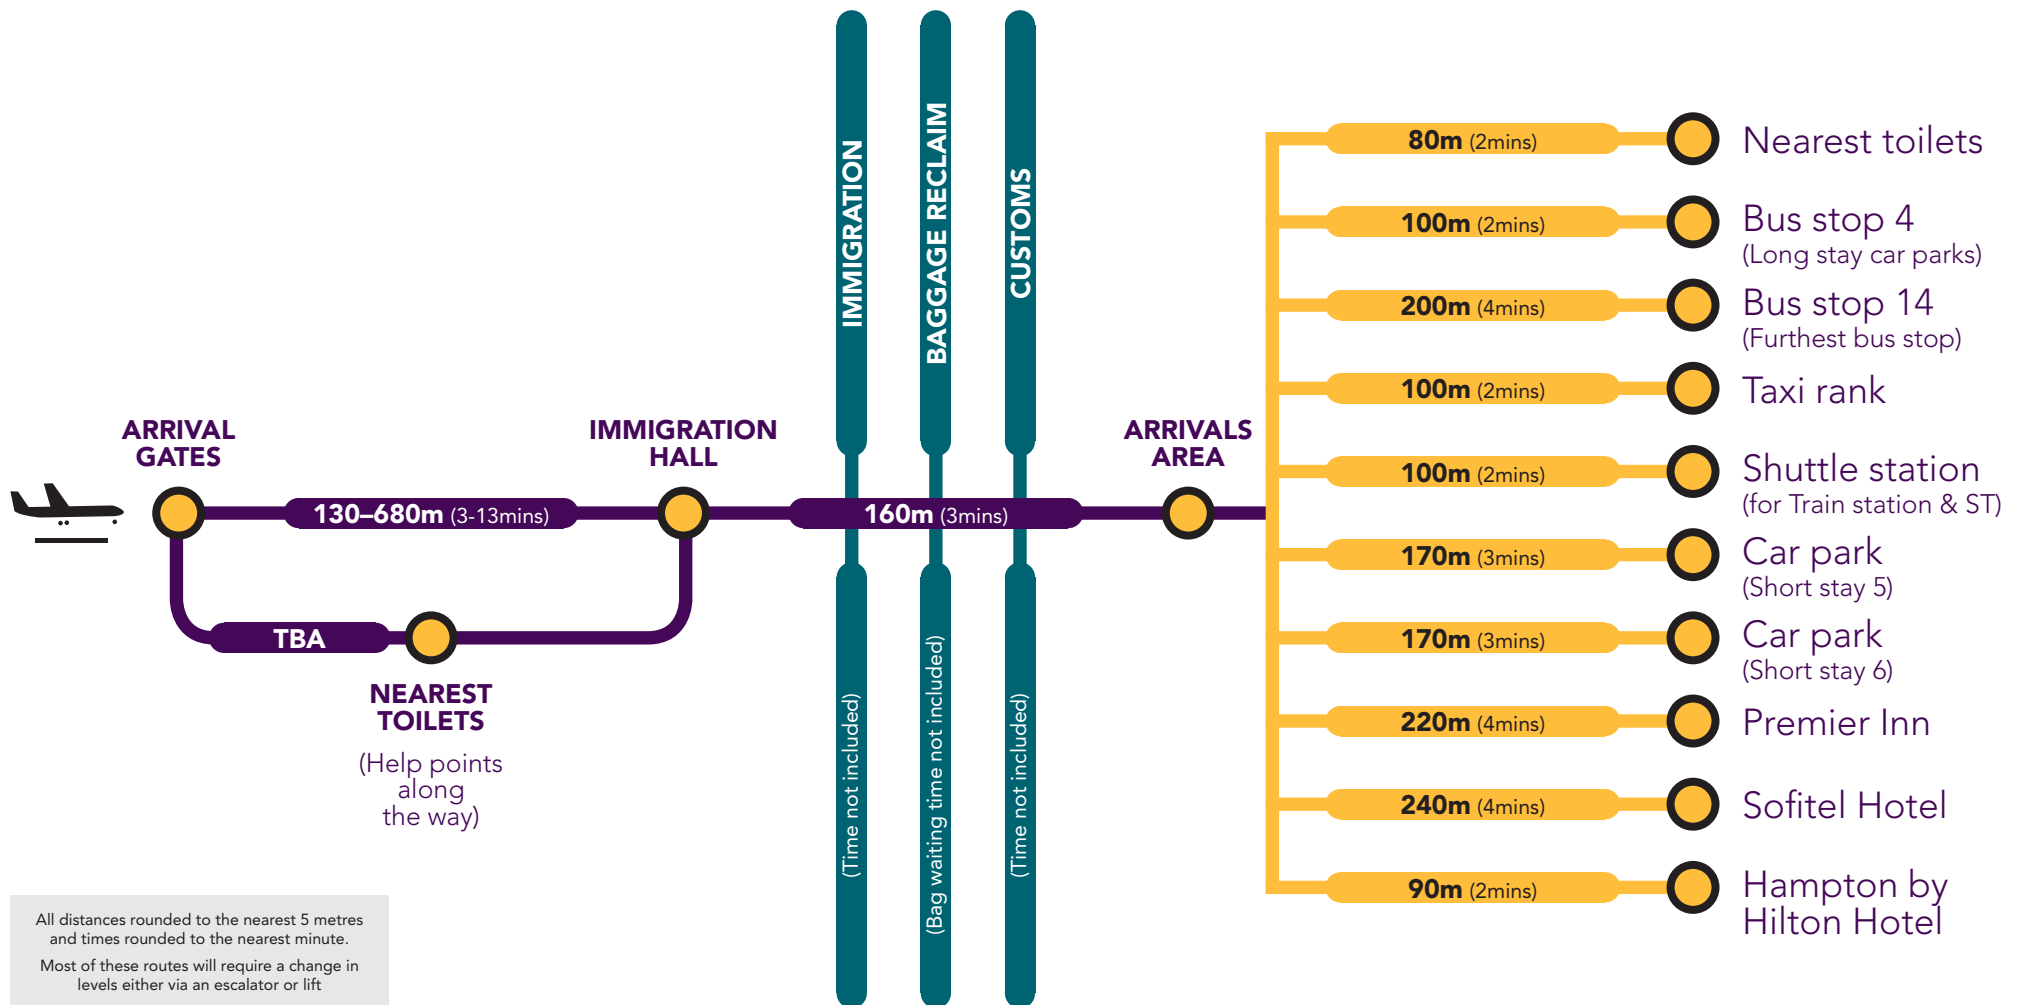 ARRIVAL
GATES
130–680m (3-13mins)
IMMIGRATION
HALL
TBA
NEAREST
TOILETS
(Help points
along
the way)
160m (3mins)
IMMIGRATION
(Time not included)
BAGGAGE RECLAIM
(Bag waiting time not included)
CUSTOMS
(Time not included)
ARRIVALS
AREA
80m (2mins)
Nearest toilets
100m (2mins)
Bus stop 4
(Long stay car parks)
200m (4mins)
Bus stop 14
(Furthest bus stop)
100m (2mins)
Taxi rank
100m (2mins)
Shuttle station
(for Train station & ST)
170m (3mins)
Car park
(Short stay 5)
170m (3mins)
Car park
(Short stay 6)
220m (4mins)
Premier Inn
240m (4mins)
Sofitel Hotel
90m (2mins)
Hampton by
Hilton Hotel
All distances rounded to the nearest 5 metres
and times rounded to the nearest minute.
Most of these routes will require a change in
levels either via an escalator or lift